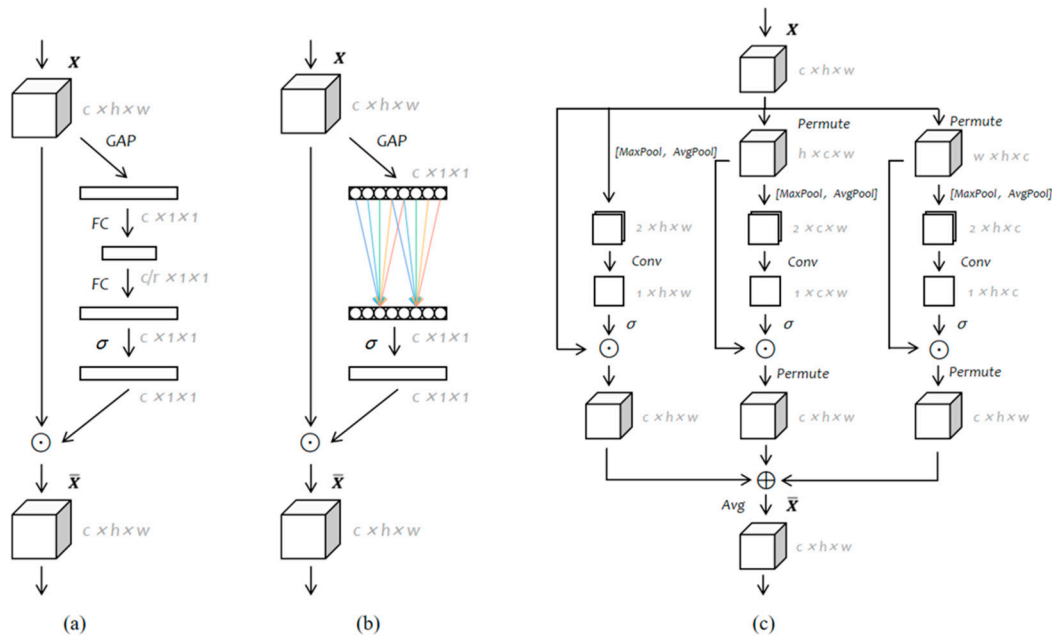 X
c×h×w
GAP
c×1×1
FC
c/r×1×1
FC
c×1×1
σ
c×1×1
⊙
X̄
c×h×w
(a)
X
c×h×w
GAP
c×1×1
c×1×1
σ
c×1×1
⊙
X̄
c×h×w
(b)
X
c×h×w
Permute
Permute
[MaxPool, AvgPool]
h×c×w
w×h×c
[MaxPool, AvgPool]
[MaxPool, AvgPool]
2×h×w
2×c×w
2×h×c
Conv
Conv
Conv
1×h×w
1×c×w
1×h×c
σ
σ
σ
⊙
⊙
⊙
Permute
Permute
c×h×w
c×h×w
c×h×w
⊕
Avg
X̄
c×h×w
(c)